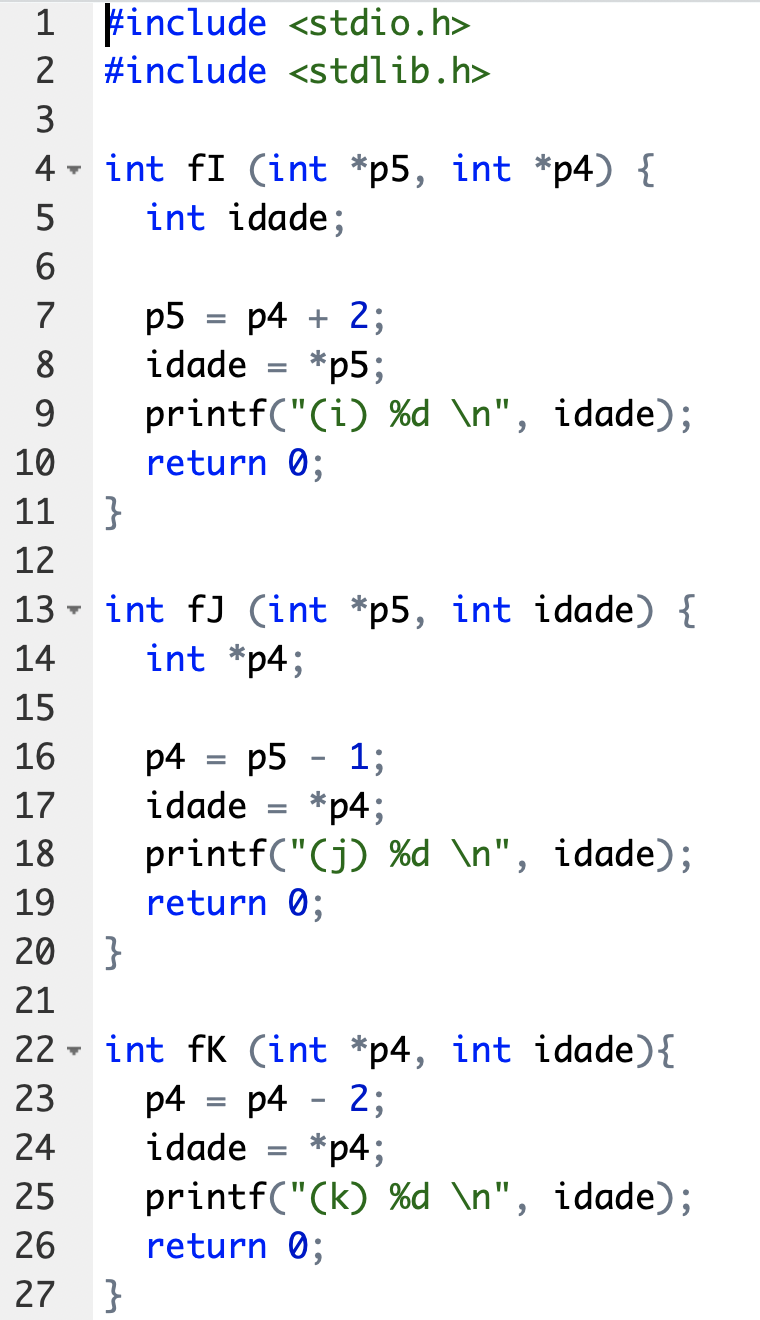 1 #include <stdio.h>
2 #include <stdlib.h>
3
4 int fI (int *p5, int *p4) {
5   int idade;
6
7   p5 = p4 + 2;
8   idade = *p5;
9   printf("(i) %d \n", idade);
10   return 0;
11 }
12
13 int fJ (int *p5, int idade) {
14   int *p4;
15
16   p4 = p5 - 1;
17   idade = *p4;
18   printf("(j) %d \n", idade);
19   return 0;
20 }
21
22 int fK (int *p4, int idade){
23   p4 = p4 - 2;
24   idade = *p4;
25   printf("(k) %d \n", idade);
26   return 0;
27 }